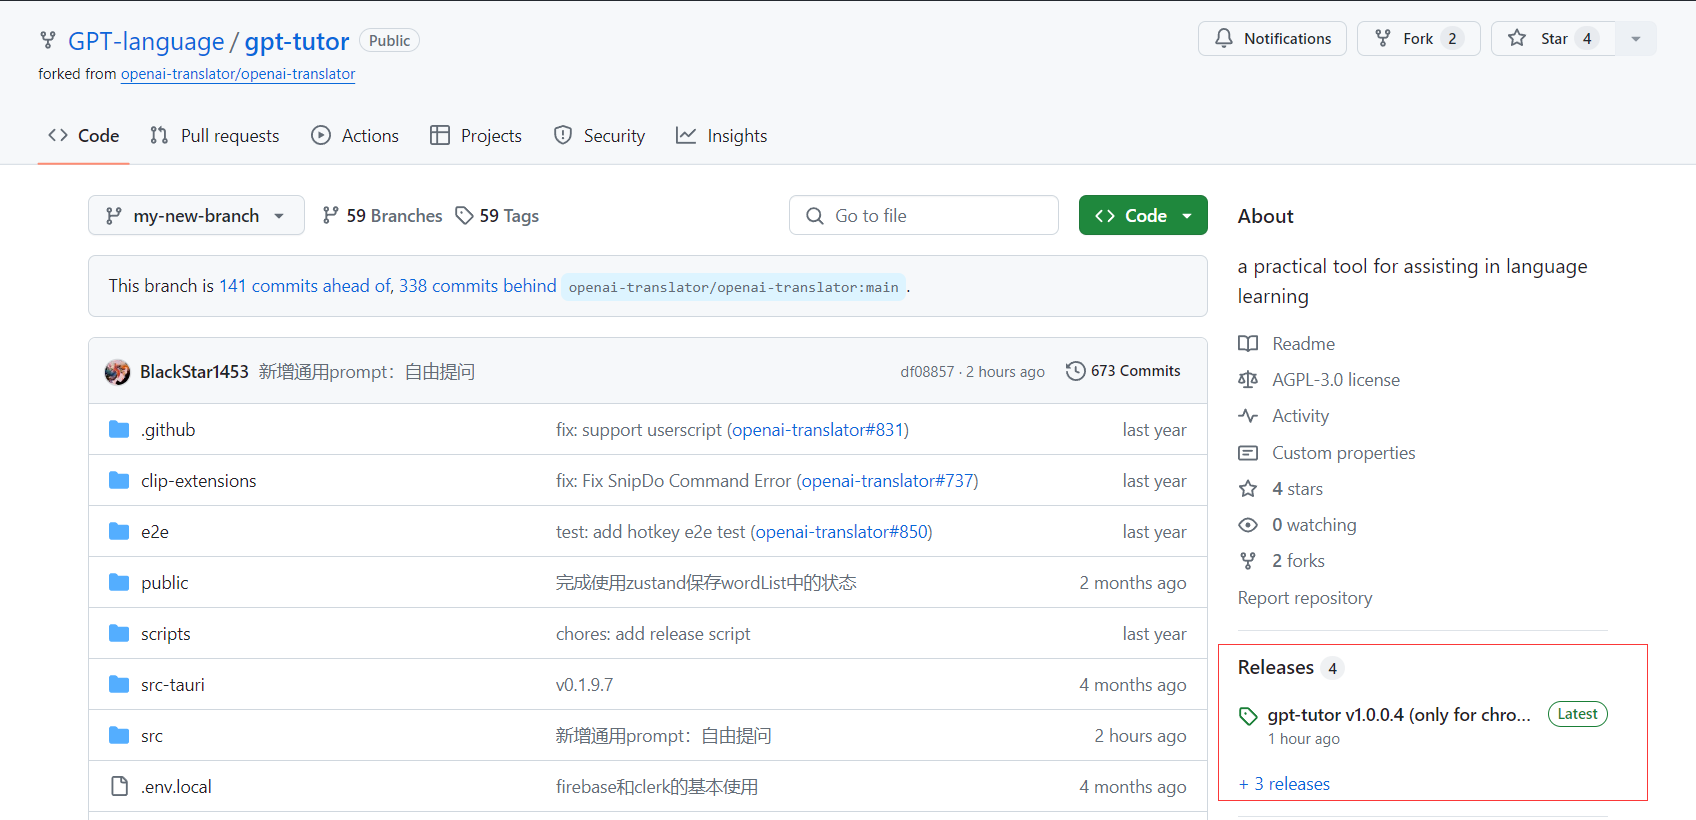 GPT-language / gpt-tutor Public
Notifications Fork 2 Star 4
forked from openai-translator/openai-translator
Code Pull requests Actions Projects Security Insights
my-new-branch 59 Branches 59 Tags Go to file Code
This branch is 141 commits ahead of, 338 commits behind openai-translator/openai-translator:main .
BlackStar1453 新增通用prompt：自由提问 df08857 · 2 hours ago 673 Commits
.github fix: support userscript (openai-translator#831) last year
clip-extensions fix: Fix SnipDo Command Error (openai-translator#737) last year
e2e test: add hotkey e2e test (openai-translator#850) last year
public 完成使用zustand保存wordList中的状态 2 months ago
scripts chores: add release script last year
src-tauri v0.1.9.7 4 months ago
src 新增通用prompt：自由提问 2 hours ago
.env.local firebase和clerk的基本使用 4 months ago
About
a practical tool for assisting in language
learning
Readme
AGPL-3.0 license
Activity
Custom properties
4 stars
0 watching
2 forks
Report repository
Releases 4
gpt-tutor v1.0.0.4 (only for chro... Latest
1 hour ago
+ 3 releases